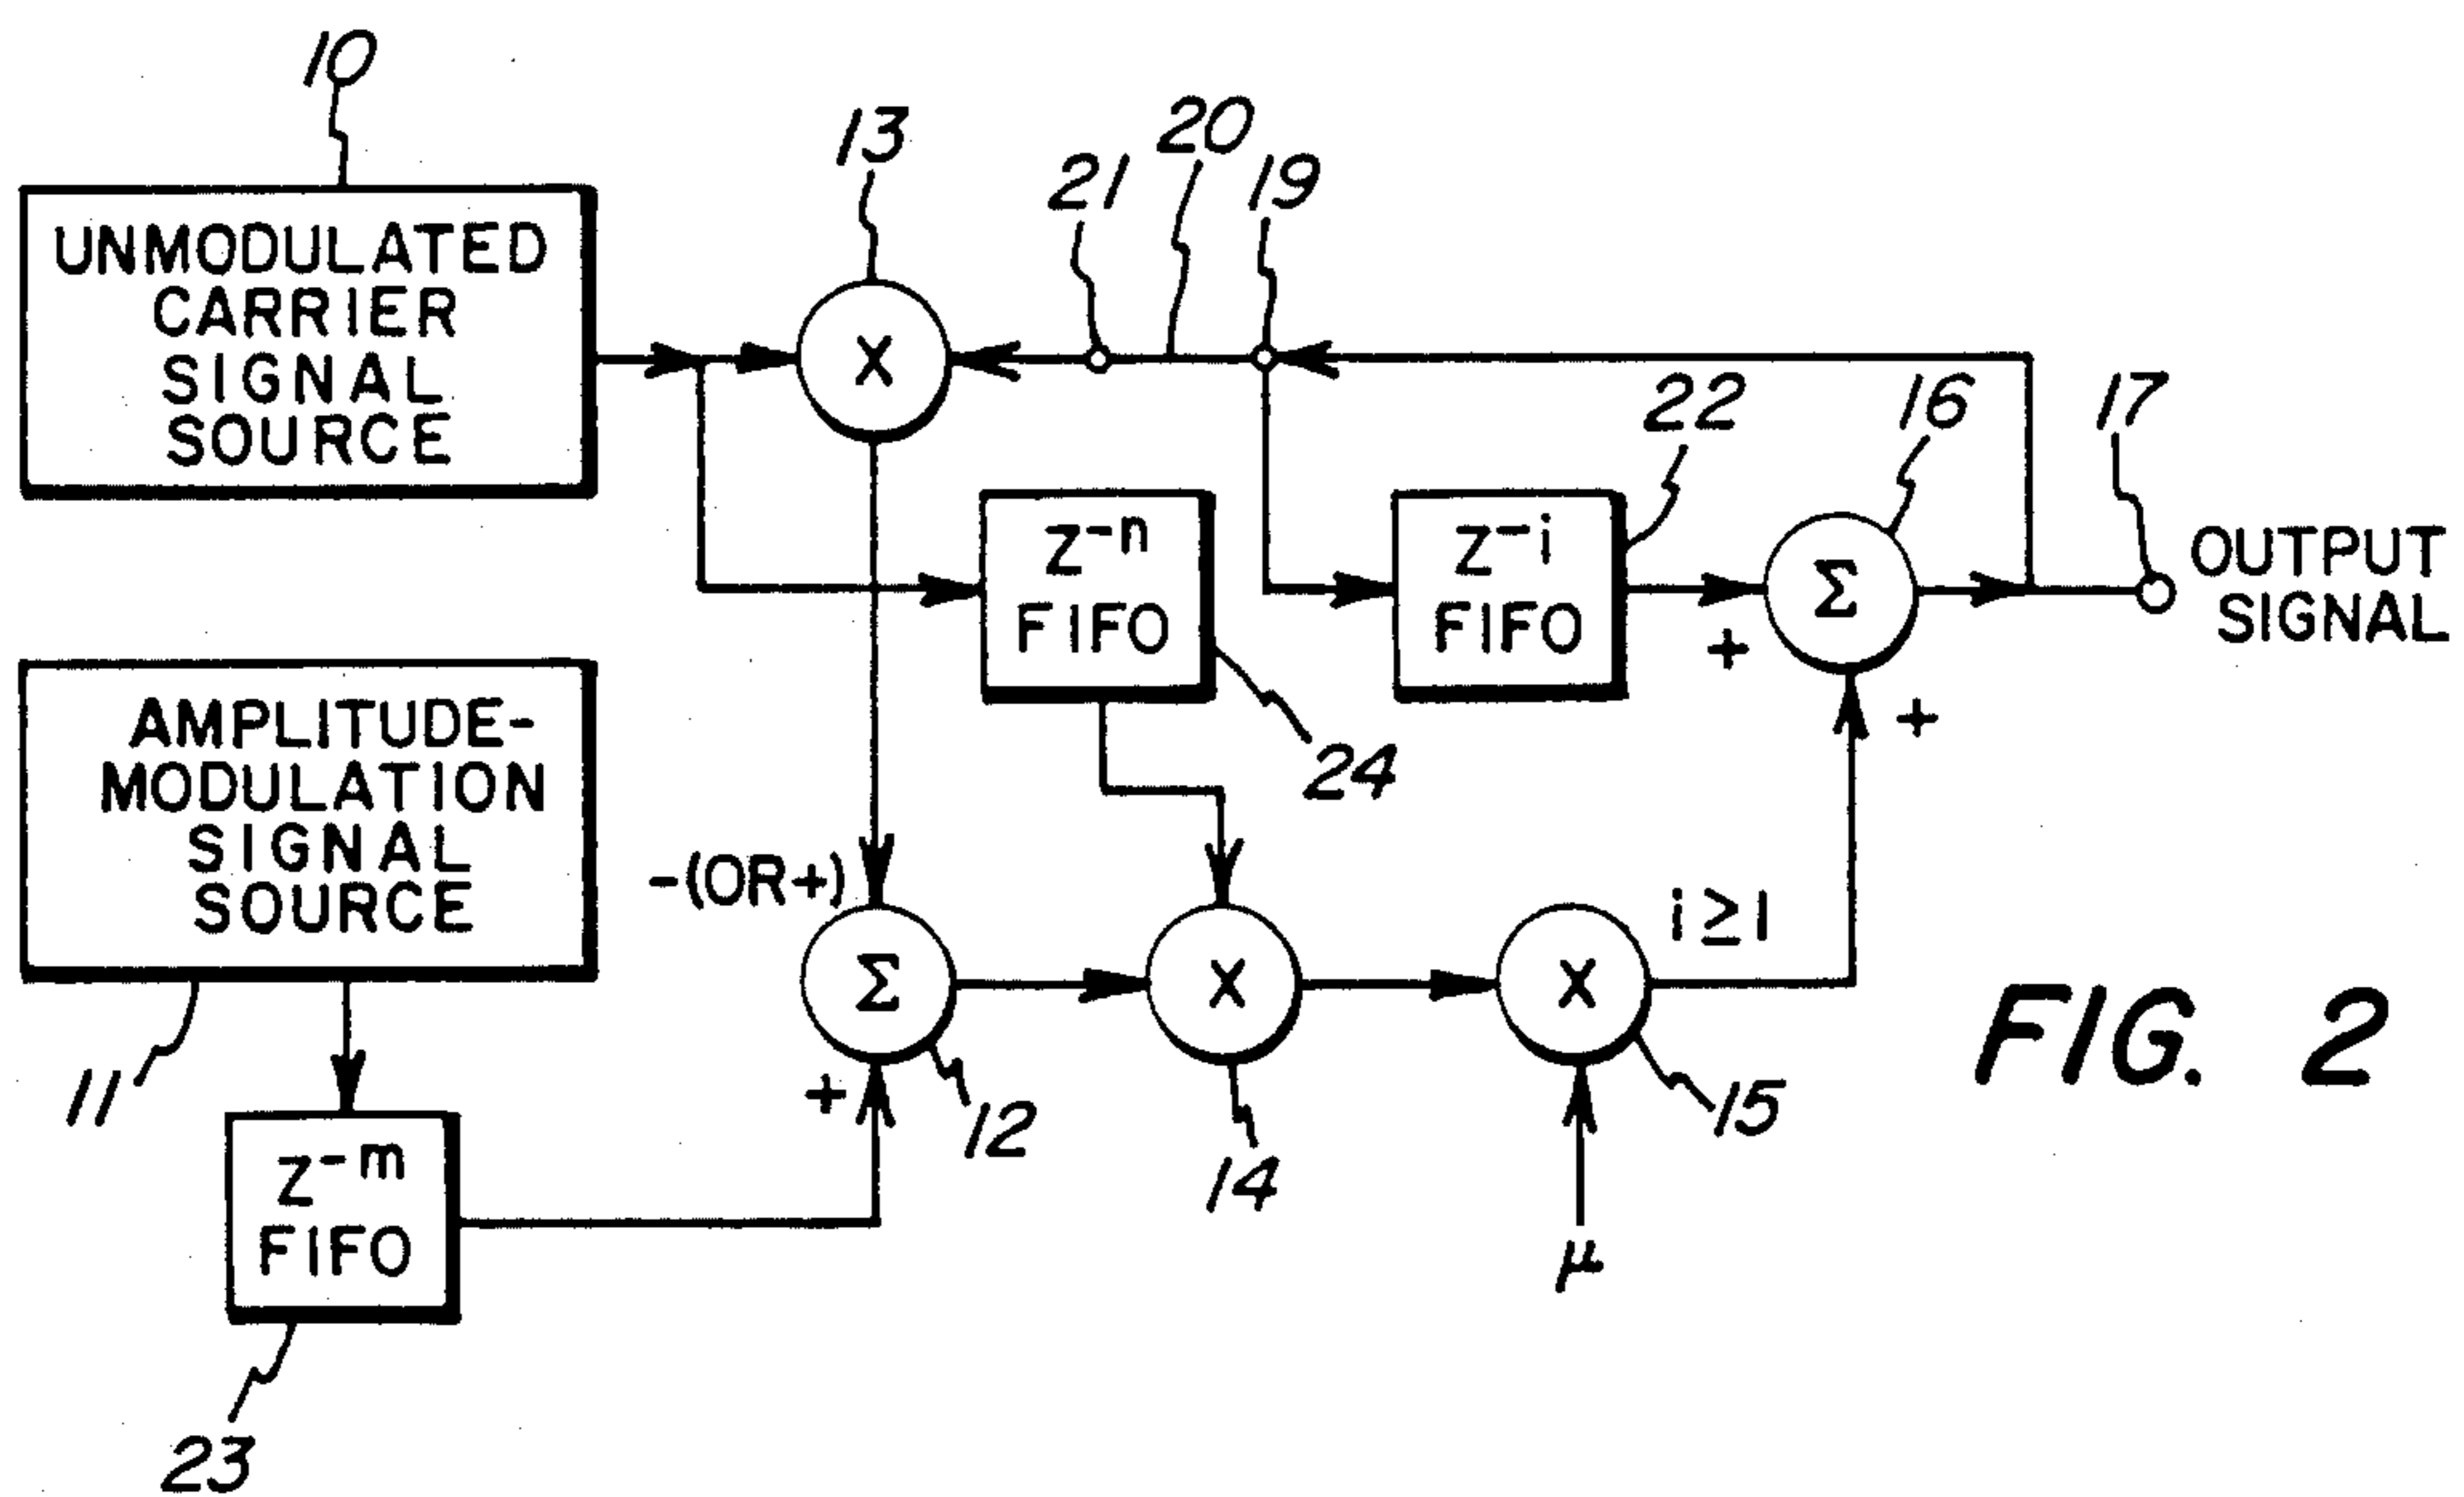 10
13
20
21
19
UNMODULATED
CARRIER
SIGNAL
SOURCE
X
22
16
17
z⁻ⁿ
FIFO
z⁻ⁱ
FIFO
Σ
+
+
OUTPUT
SIGNAL
24
AMPLITUDE-
MODULATION
SIGNAL
SOURCE
-(OR+)
Σ
+
X
X
i≥1
12
14
15
μ
11
z⁻ᵐ
FIFO
23
FIG. 2